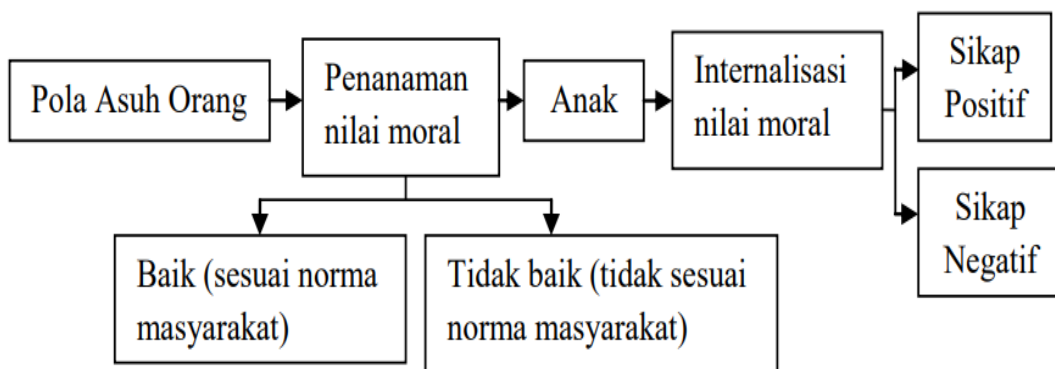 Pola Asuh Orang
Penanaman
nilai moral
Anak
Internalisasi
nilai moral
Sikap
Positif
Sikap
Negatif
Baik (sesuai norma
masyarakat)
Tidak baik (tidak sesuai
norma masyarakat)